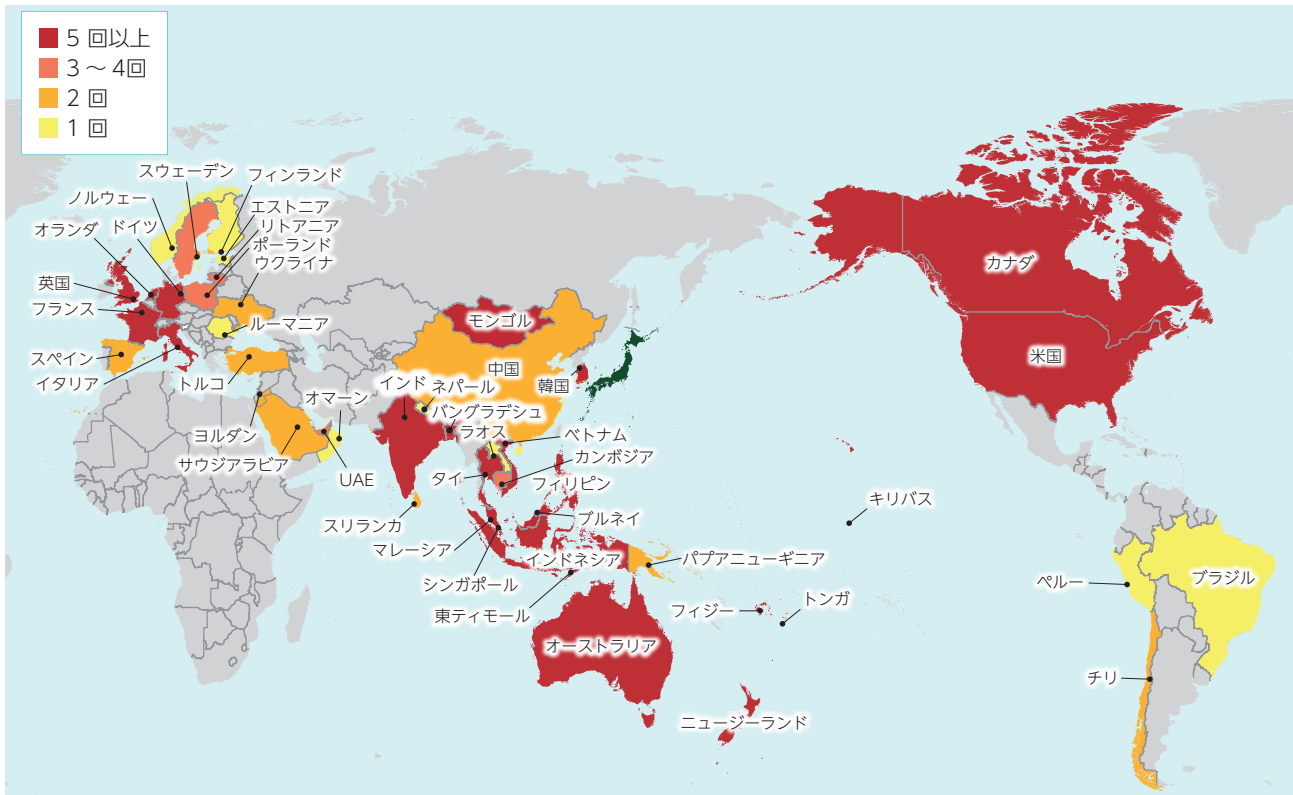 5 回以上
3 ～ 4回
2 回
1 回
スウェーデン
フィンランド
ノルウェー
エストニア
オランダ
ドイツ
リトアニア
ポーランド
ウクライナ
英国
フランス
ルーマニア
スペイン
イタリア
トルコ
オマーン
ヨルダン
サウジアラビア
UAE
インド
ネパール
バングラデシュ
ラオス
ベトナム
カンボジア
タイ
フィリピン
スリランカ
ブルネイ
マレーシア
シンガポール
インドネシア
東ティモール
パプアニューギニア
モンゴル
中国
韓国
カナダ
米国
キリバス
フィジー
トンガ
オーストラリア
ニュージーランド
ペルー
ブラジル
チリ